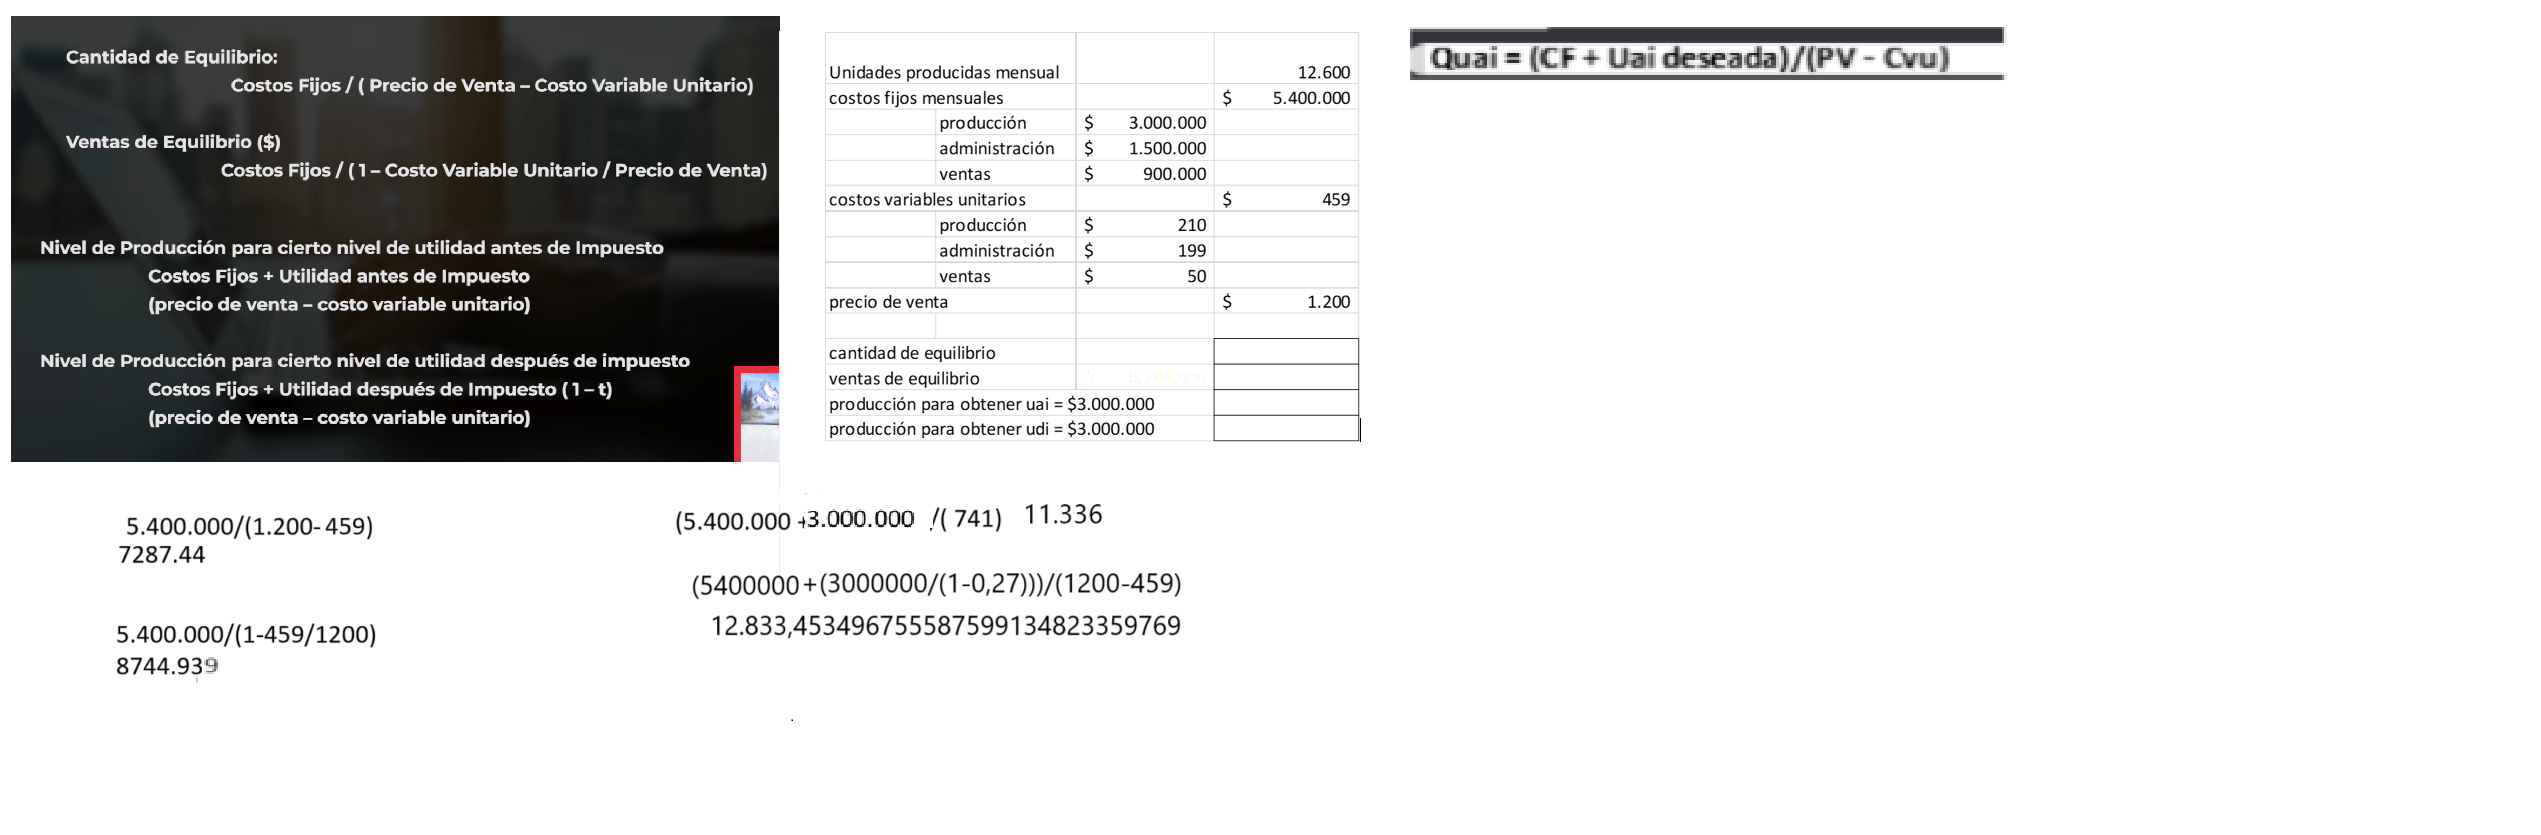 Cantidad de Equilibrio:
Costos Fijos / ( Precio de Venta – Costo Variable Unitario)
Ventas de Equilibrio ($)
Costos Fijos / ( 1 – Costo Variable Unitario / Precio de Venta)
Nivel de Producción para cierto nivel de utilidad antes de Impuesto
Costos Fijos + Utilidad antes de Impuesto
(precio de venta – costo variable unitario)
Nivel de Producción para cierto nivel de utilidad después de impuesto
Costos Fijos + Utilidad después de Impuesto ( 1 – t)
(precio de venta – costo variable unitario)
Unidades producidas mensual 12.600
costos fijos mensuales $ 5.400.000
producción $ 3.000.000
administración $ 1.500.000
ventas $ 900.000
costos variables unitarios $ 459
producción $ 210
administración $ 199
ventas $ 50
precio de venta $ 1.200
cantidad de equilibrio
ventas de equilibrio
producción para obtener uai = $3.000.000
producción para obtener udi = $3.000.000
Quai = (CF + Uai deseada)/(PV - Cvu)
5.400.000/(1.200- 459)
7287.44
5.400.000/(1-459/1200)
8744.939
(5.400.000 +3.000.000 /( 741) 11.336
(5400000+(3000000/(1-0,27)))/(1200-459)
12.833,453496755587599134823359769